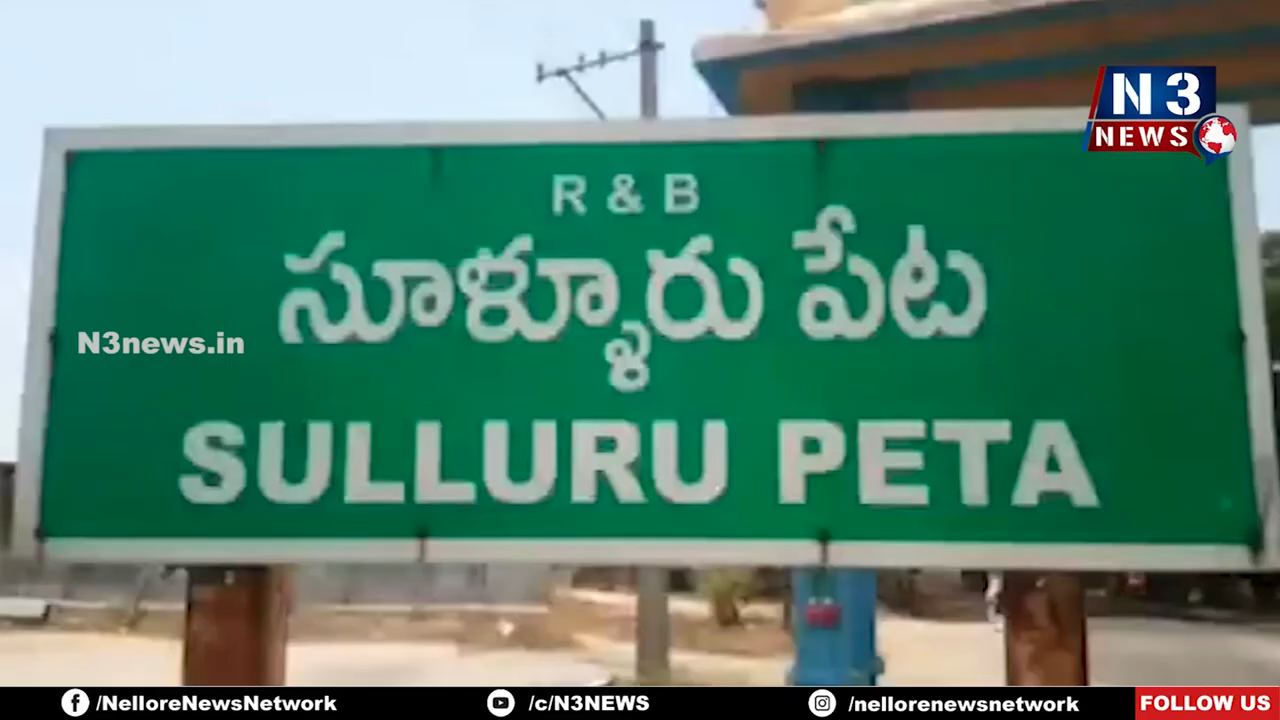 N3
NEWS
R & B
సూళ్ళూరు పేట
N3news.in
SULLURU PETA
/NelloreNewsNetwork
/c/N3NEWS
/nellorenewsnetwork
FOLLOW US